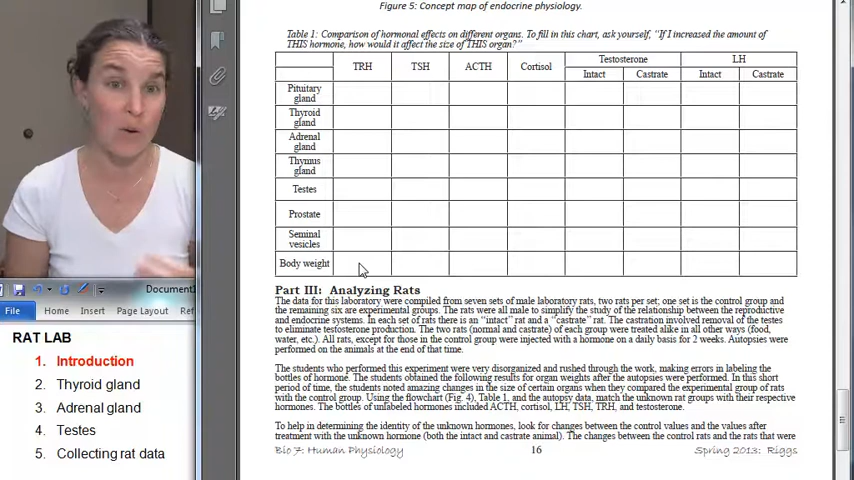 Figure 5: Concept map of endocrine physiology.
Table 1: Comparison of hormonal effects on different organs. To fill in this chart, ask yourself, "If I increased the amount of
THIS hormone, how would it affect the size of THIS organ?"
TRH TSH ACTH Cortisol Testosterone LH
Intact Castrate Intact Castrate
Pituitary
gland
Thyroid
gland
Adrenal
gland
Thymus
gland
Testes
Prostate
Seminal
vesicles
Body weight
Part III: Analyzing Rats
The data for this laboratory were compiled from seven sets of male laboratory rats, two rats per set; one set is the control group and
the remaining six are experimental groups. The rats were all male to simplify the study of the relationship between the reproductive
and endocrine systems. In each set of rats there is an "intact" rat and a "castrate" rat. The castration involved removal of the testes
to eliminate testosterone production. The two rats (normal and castrate) of each group were treated alike in all other ways (food,
water, etc.). All rats, except for those in the control group were injected with a hormone on a daily basis for 2 weeks. Autopsies were
performed on the animals at the end of that time.
The students who performed this experiment were very disorganized and rushed through the work, making errors in labeling the
bottles of hormone. The students obtained the following results for organ weights after the autopsies were performed. In this short
period of time, the students noted amazing changes in the size of certain organs when they compared the experimental group of rats
with the control group. Using the flowchart (Fig. 4), Table 1, and the autopsy data, match the unknown rat groups with their respective
hormones. The bottles of unlabeled hormones included ACTH, cortisol, LH, TSH, TRH, and testosterone.
To help in determining the identity of the unknown hormones, look for changes between the control values and the values after
treatment with the unknown hormone (both the intact and castrate animal). The changes between the control rats and the rats that were
Bio 7: Human Physiology 16 Spring 2013: Riggs
Document1
File Home Insert Page Layout
RAT LAB
1. Introduction
2. Thyroid gland
3. Adrenal gland
4. Testes
5. Collecting rat data